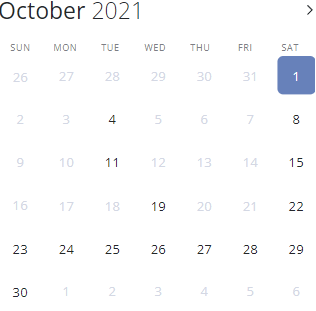 October 2021
SUN MON TUE WED THU FRI SAT
26 27 28 29 30 31 1
2 3 4 5 6 7 8
9 10 11 12 13 14 15
16 17 18 19 20 21 22
23 24 25 26 27 28 29
30 1 2 3 4 5 6